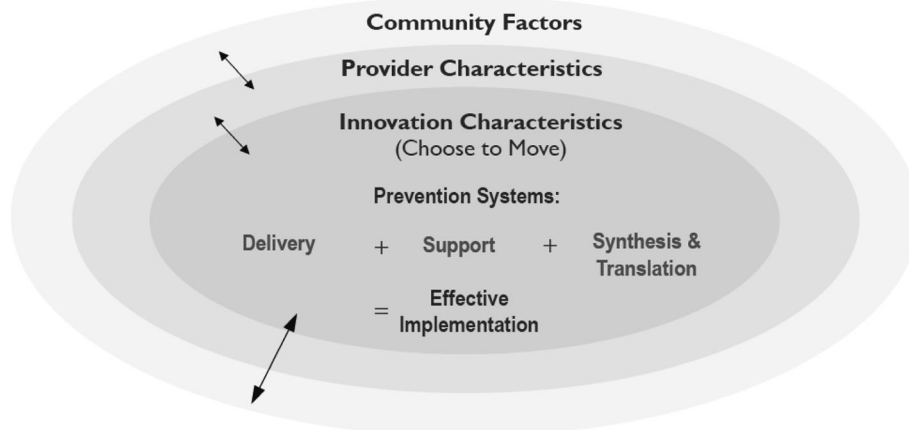 Community Factors
Provider Characteristics
Innovation Characteristics
(Choose to Move)
Prevention Systems:
Delivery + Support + Synthesis &
Translation
= Effective
Implementation